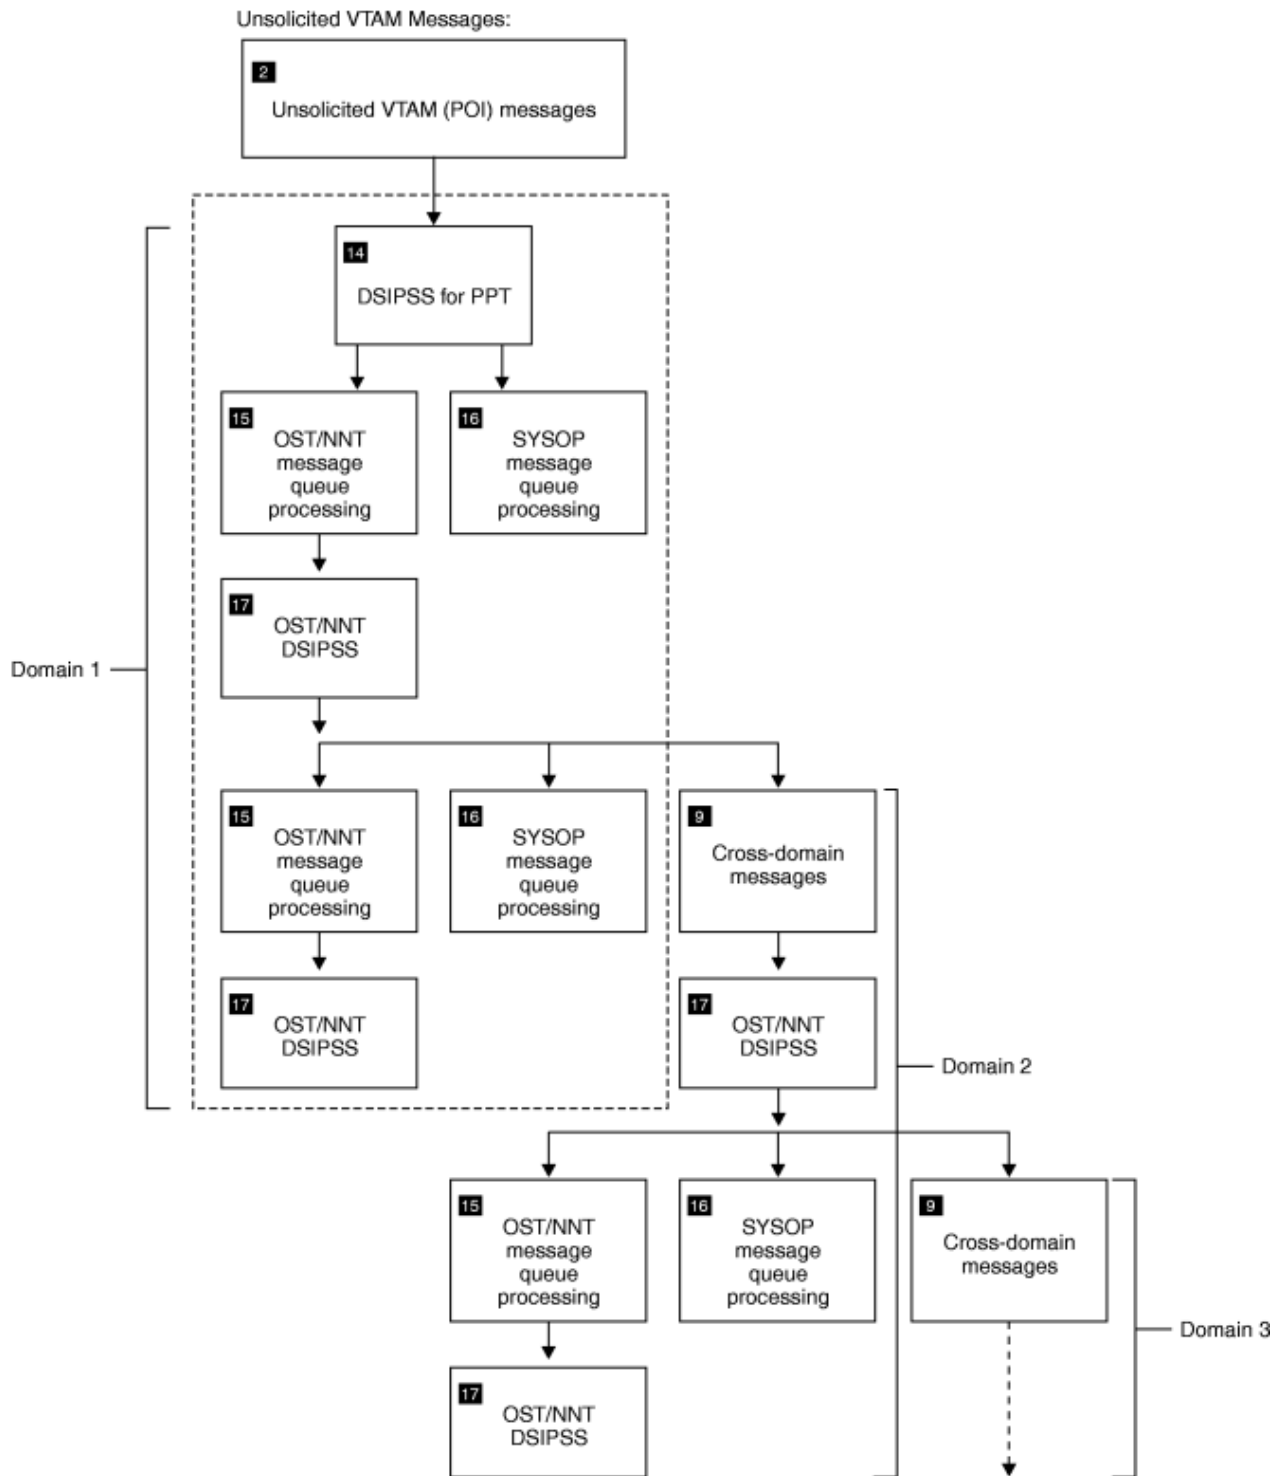 Unsolicited VTAM Messages:
2
Unsolicited VTAM (POI) messages
14
DSIPSS for PPT
15
OST/NNT
message
queue
processing
16
SYSOP
message
queue
processing
17
OST/NNT
DSIPSS
Domain 1
15
OST/NNT
message
queue
processing
16
SYSOP
message
queue
processing
9
Cross-domain
messages
17
OST/NNT
DSIPSS
17
OST/NNT
DSIPSS
Domain 2
15
OST/NNT
message
queue
processing
16
SYSOP
message
queue
processing
9
Cross-domain
messages
Domain 3
17
OST/NNT
DSIPSS